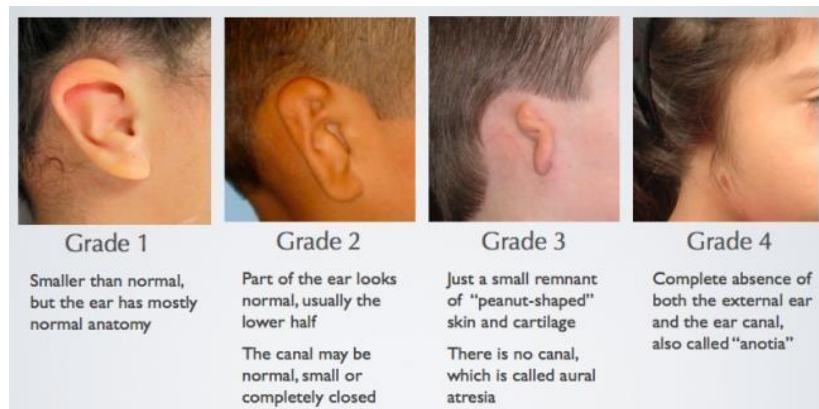 Grade 1
Smaller than normal,
but the ear has mostly
normal anatomy
Grade 2
Part of the ear looks
normal, usually the
lower half
The canal may be
normal, small or
completely closed
Grade 3
Just a small remnant
of “peanut-shaped”
skin and cartilage
There is no canal,
which is called aural
atresia
Grade 4
Complete absence of
both the external ear
and the ear canal,
also called “anotia”